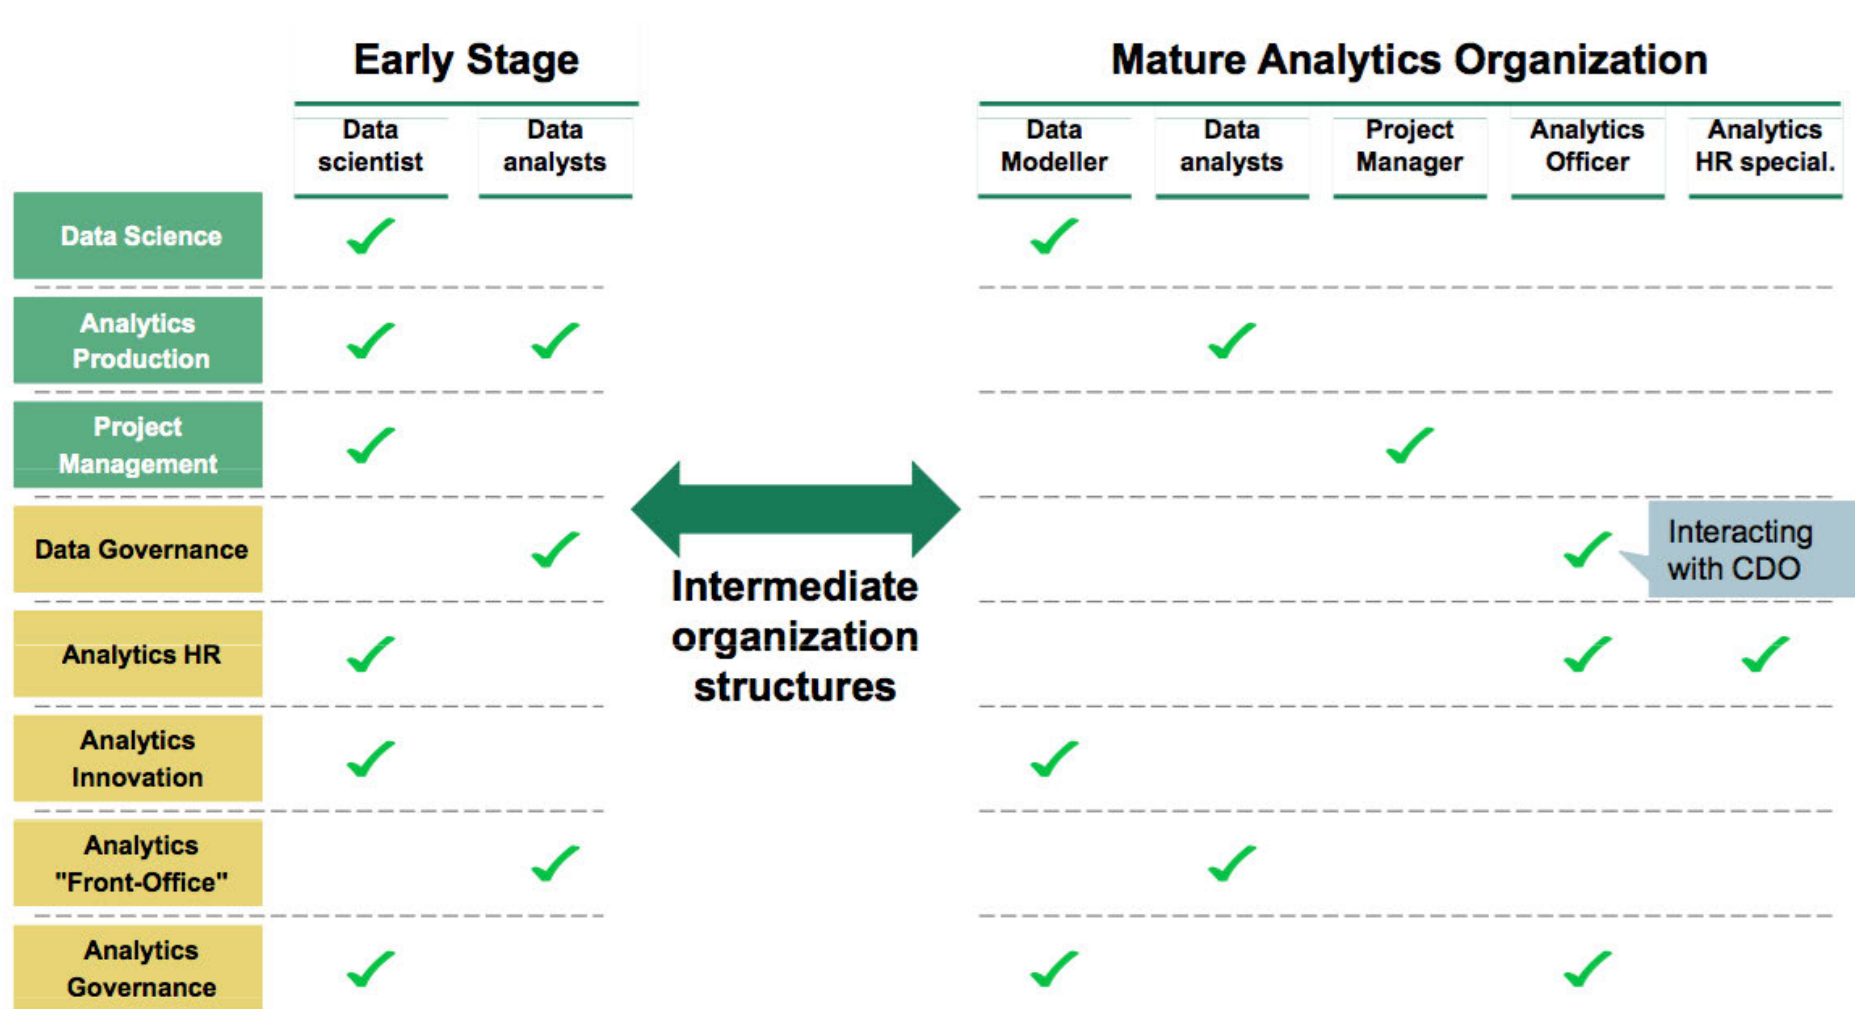 Early Stage
Mature Analytics Organization
Data
scientist
Data
analysts
Data
Modeller
Data
analysts
Project
Manager
Analytics
Officer
Analytics
HR special.
Data Science
Analytics
Production
Project
Management
Data Governance
Interacting
with CDO
Intermediate
organization
structures
Analytics HR
Analytics
Innovation
Analytics
"Front-Office"
Analytics
Governance